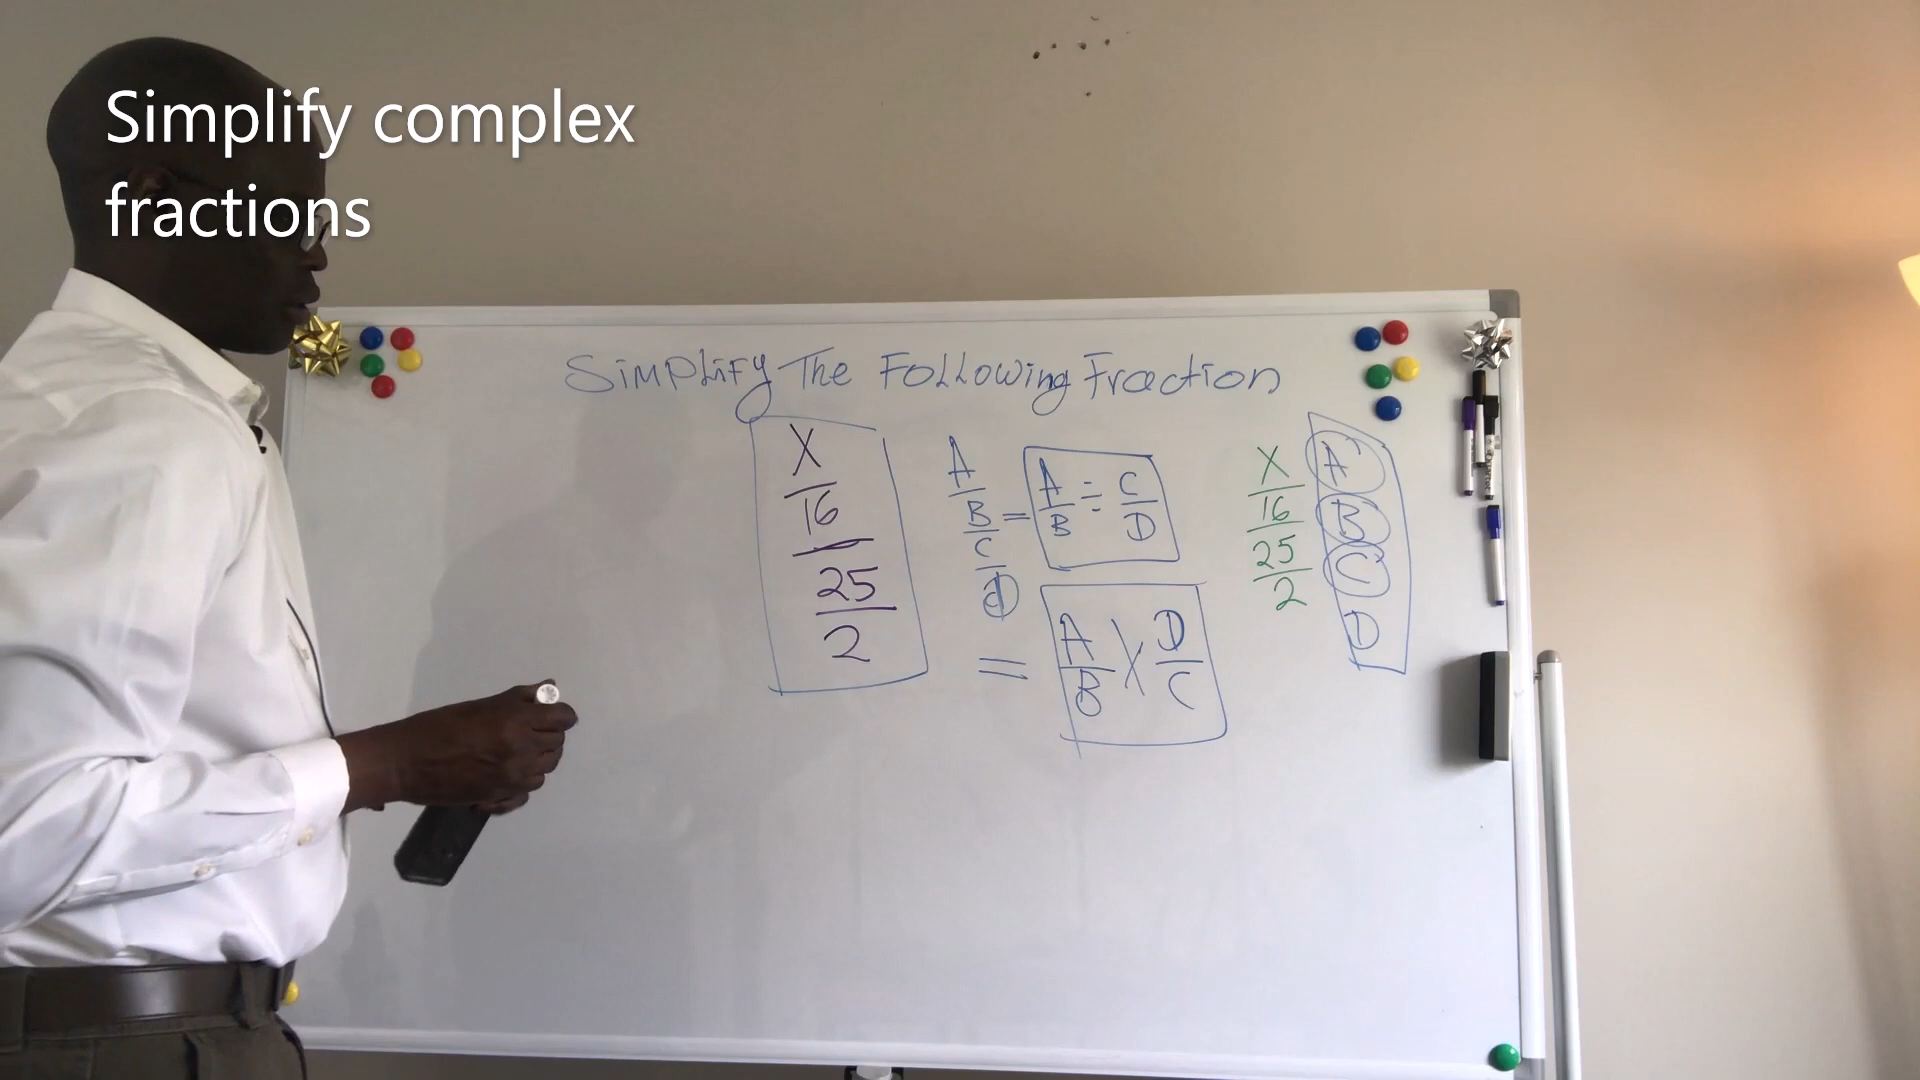 Simplify complex
fractions
Simplify The Following Fraction
X
16
25
2
A
B
C
d
=
A
B
÷
C
D
=
A
B
X
D
C
X
16
25
2
A
B
C
D